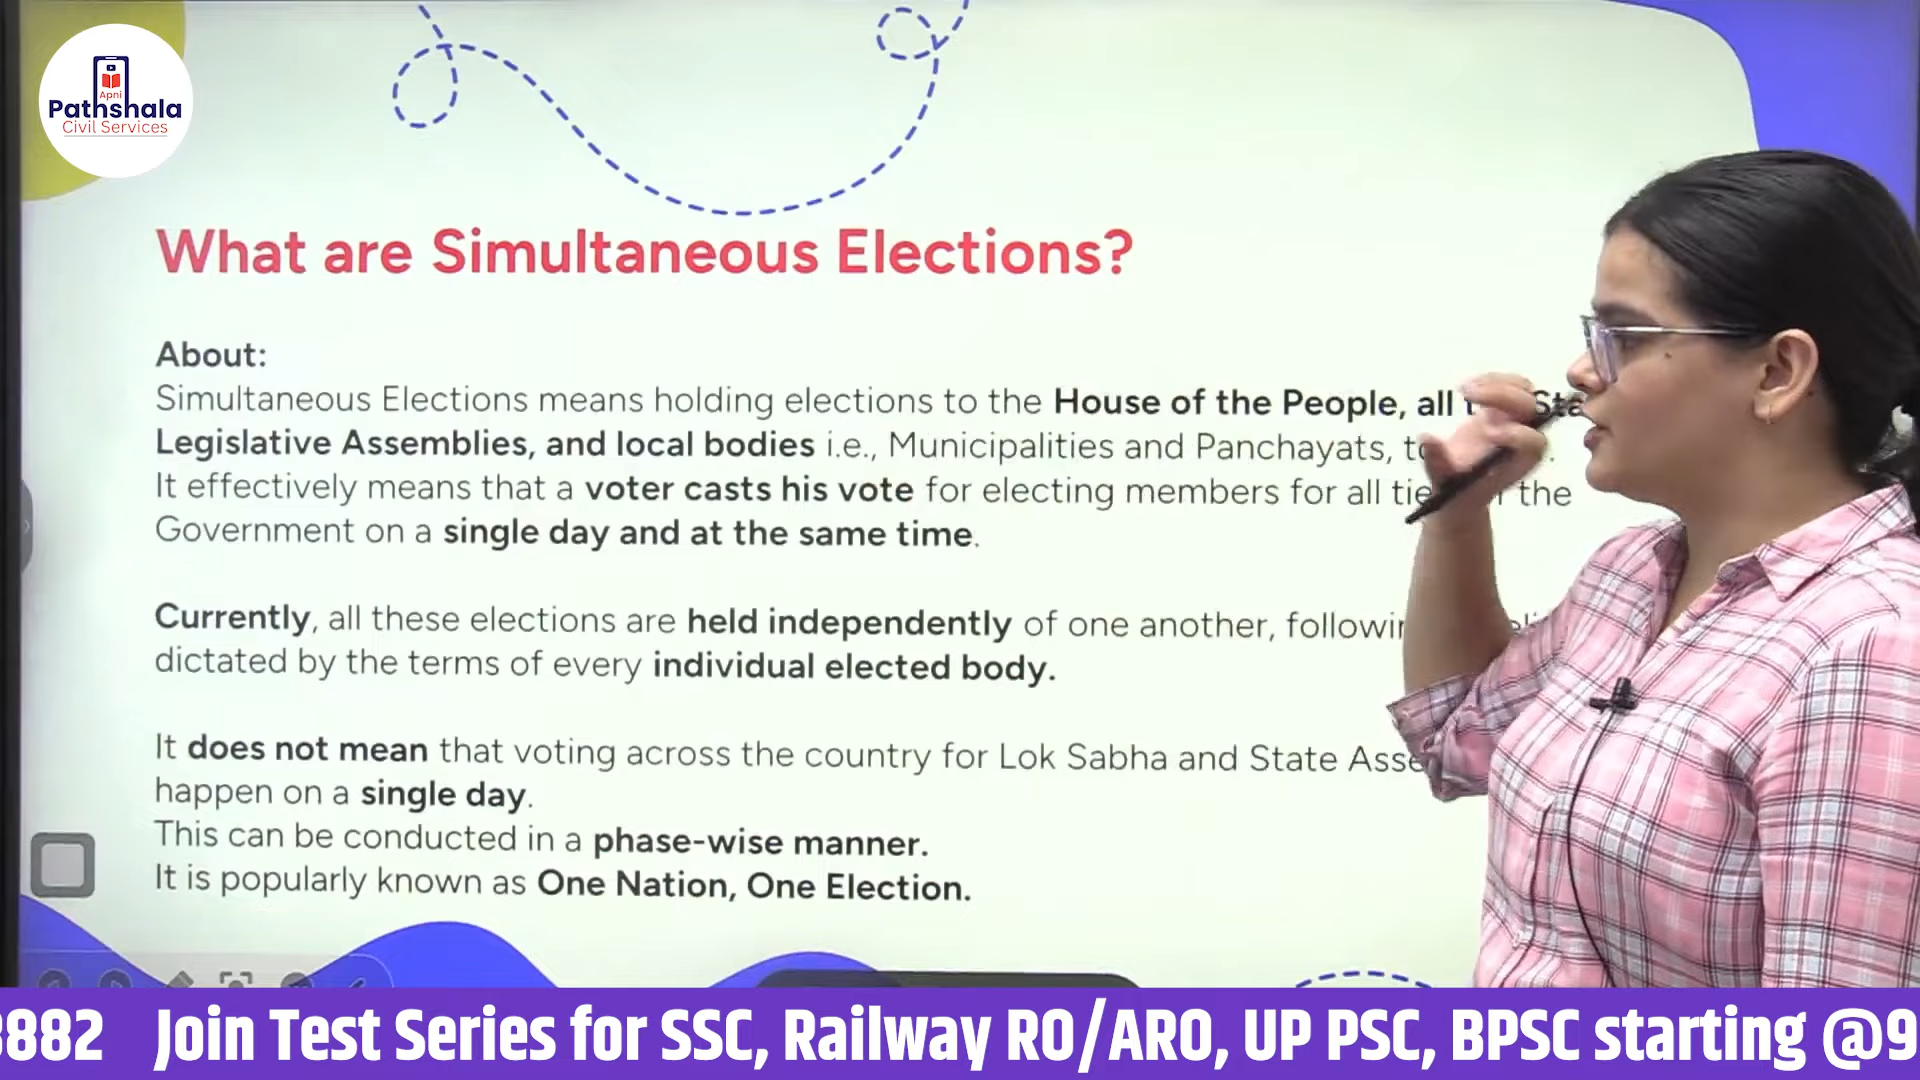 Apni
Pathshala
Civil Services
What are Simultaneous Elections?
About:
Simultaneous Elections means holding elections to the House of the People, all
Legislative Assemblies, and local bodies i.e., Municipalities and Panchayats,
It effectively means that a voter casts his vote for electing members for all the
Government on a single day and at the same time.
Currently, all these elections are held independently of one another,
dictated by the terms of every individual elected body.
It does not mean that voting across the country for Lok Sabha and State
happen on a single day.
This can be conducted in a phase-wise manner.
It is popularly known as One Nation, One Election.
8882 Join Test Series for SSC, Railway RO/ARO, UP PSC, BPSC starting @9